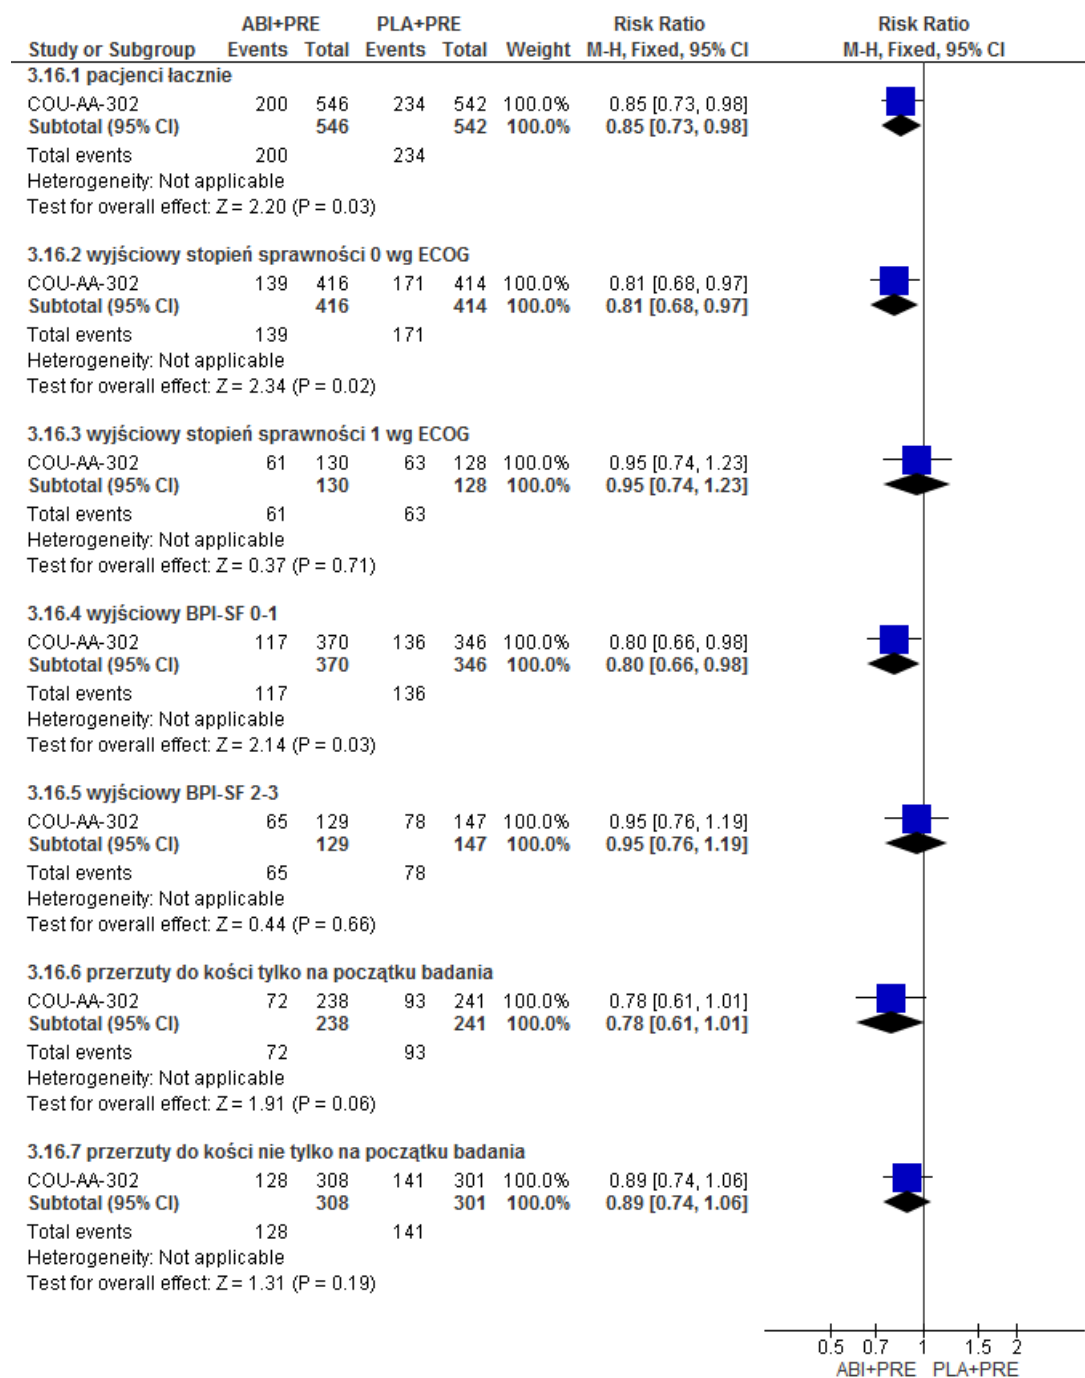 ABI+PRE PLA+PRE Risk Ratio Risk Ratio
Study or Subgroup Events Total Events Total Weight M-H, Fixed, 95% CI M-H, Fixed, 95% CI
3.16.1 pacjenci łacznie
COU-AA-302 200 546 234 542 100.0% 0.85 [0.73, 0.98]
Subtotal (95% CI) 546 542 100.0% 0.85 [0.73, 0.98]
Total events 200 234
Heterogeneity: Not applicable
Test for overall effect: Z = 2.20 (P = 0.03)
3.16.2 wyjściowy stopień sprawności 0 wg ECOG
COU-AA-302 139 416 171 414 100.0% 0.81 [0.68, 0.97]
Subtotal (95% CI) 416 414 100.0% 0.81 [0.68, 0.97]
Total events 139 171
Heterogeneity: Not applicable
Test for overall effect: Z = 2.34 (P = 0.02)
3.16.3 wyjściowy stopień sprawności 1 wg ECOG
COU-AA-302 61 130 63 128 100.0% 0.95 [0.74, 1.23]
Subtotal (95% CI) 130 128 100.0% 0.95 [0.74, 1.23]
Total events 61 63
Heterogeneity: Not applicable
Test for overall effect: Z = 0.37 (P = 0.71)
3.16.4 wyjściowy BPI-SF 0-1
COU-AA-302 117 370 136 346 100.0% 0.80 [0.66, 0.98]
Subtotal (95% CI) 370 346 100.0% 0.80 [0.66, 0.98]
Total events 117 136
Heterogeneity: Not applicable
Test for overall effect: Z = 2.14 (P = 0.03)
3.16.5 wyjściowy BPI-SF 2-3
COU-AA-302 65 129 78 147 100.0% 0.95 [0.76, 1.19]
Subtotal (95% CI) 129 147 100.0% 0.95 [0.76, 1.19]
Total events 65 78
Heterogeneity: Not applicable
Test for overall effect: Z = 0.44 (P = 0.66)
3.16.6 przerzuty do kości tylko na początku badania
COU-AA-302 72 238 93 241 100.0% 0.78 [0.61, 1.01]
Subtotal (95% CI) 238 241 100.0% 0.78 [0.61, 1.01]
Total events 72 93
Heterogeneity: Not applicable
Test for overall effect: Z = 1.91 (P = 0.06)
3.16.7 przerzuty do kości nie tylko na początku badania
COU-AA-302 128 308 141 301 100.0% 0.89 [0.74, 1.06]
Subtotal (95% CI) 308 301 100.0% 0.89 [0.74, 1.06]
Total events 128 141
Heterogeneity: Not applicable
Test for overall effect: Z = 1.31 (P = 0.19)
0.5 0.7 1 1.5 2
ABI+PRE PLA+PRE